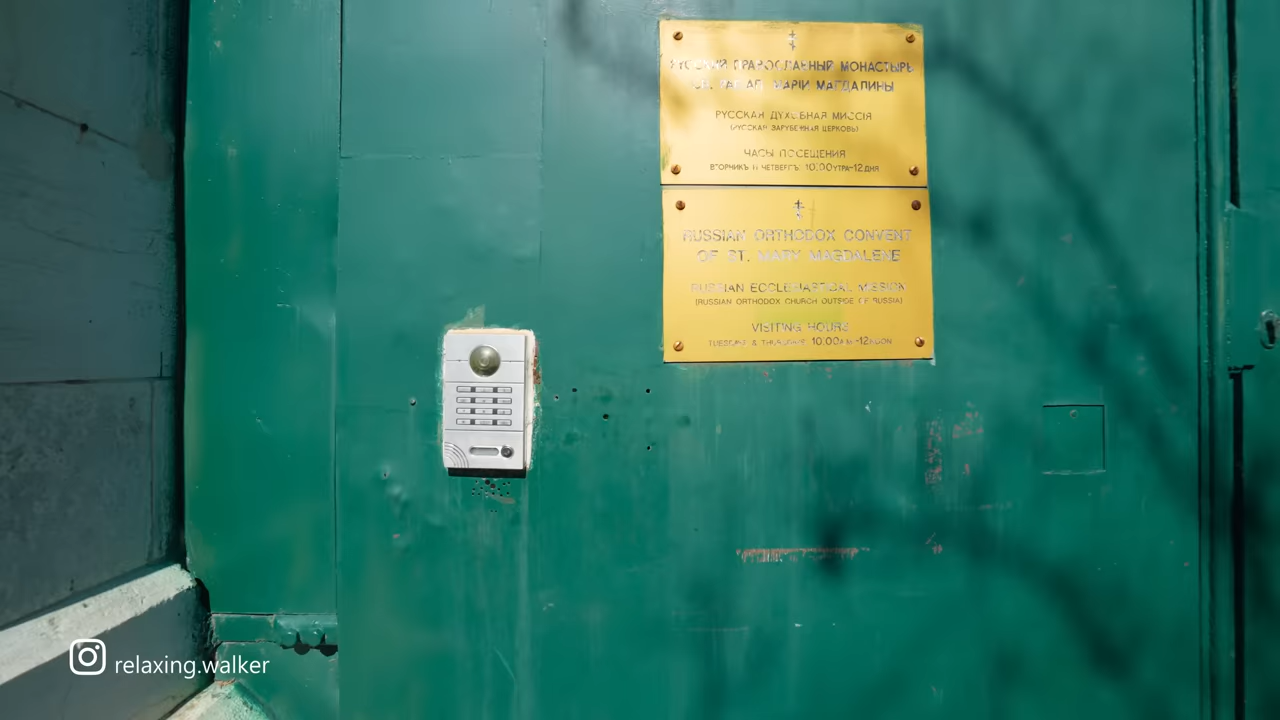 РУССКИЙ ПРАВОСЛАВНЫЙ МОНАСТЫРЬ
МАРІИ МАГДАЛИНЫ
РУССКАЯ ДУХОВНАЯ МИССІЯ
(РУССКАЯ ЗАРУБЕЖНАЯ ЦЕРКОВЬ)
ЧАСЫ ПОСЕЩЕНИЯ
ВТОРНИКЪ И ЧЕТВЕРГЪ 10.00 УТРА-12 ДНЯ
RUSSIAN ORTHODOX CONVENT
OF ST. MARY MAGDALENE
RUSSIAN ECCLESIASTICAL MISSION
(RUSSIAN ORTHODOX CHURCH OUTSIDE OF RUSSIA)
VISITING HOURS
TUESDAY & THURSDAY 10.00AM-12NOON
relaxing.walker